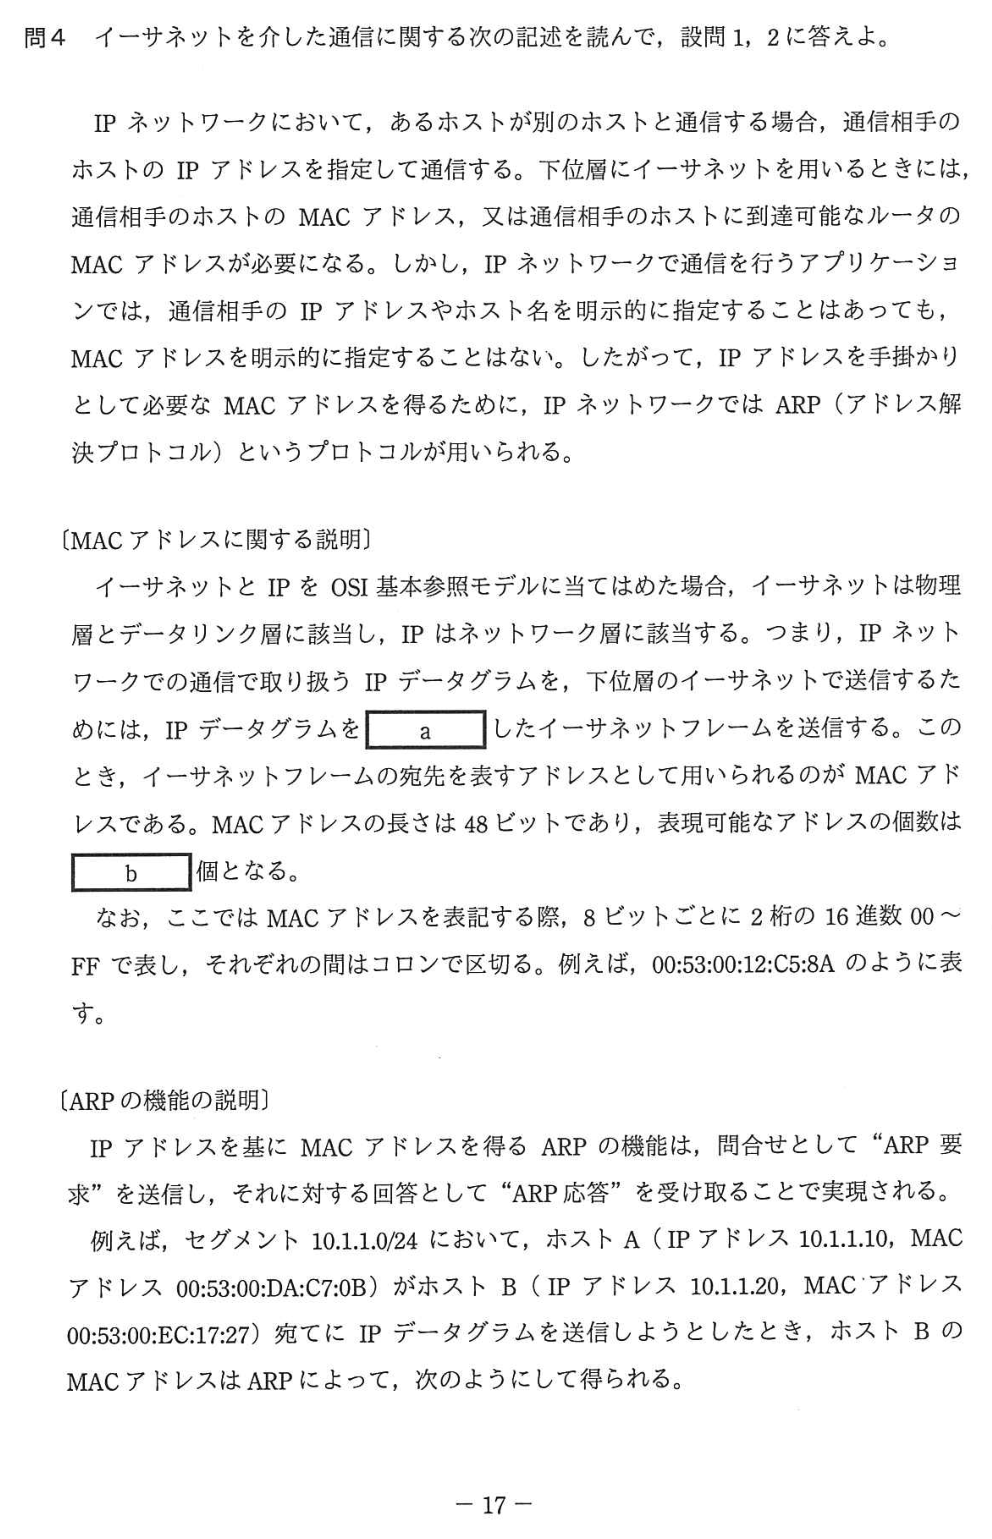 問4 イーサネットを介した通信に関する次の記述を読んで，設問1，2に答えよ。
IP ネットワークにおいて，あるホストが別のホストと通信する場合，通信相手の
ホストの IP アドレスを指定して通信する。下位層にイーサネットを用いるときには，
通信相手のホストの MAC アドレス，又は通信相手のホストに到達可能なルータの
MAC アドレスが必要になる。しかし，IP ネットワークで通信を行うアプリケーショ
ンでは，通信相手の IP アドレスやホスト名を明示的に指定することはあっても，
MAC アドレスを明示的に指定することはない。したがって，IP アドレスを手掛かり
として必要な MAC アドレスを得るために，IP ネットワークでは ARP（アドレス解
決プロトコル）というプロトコルが用いられる。
〔MACアドレスに関する説明〕
イーサネットと IP を OSI 基本参照モデルに当てはめた場合，イーサネットは物理
層とデータリンク層に該当し，IP はネットワーク層に該当する。つまり，IP ネット
ワークでの通信で取り扱う IP データグラムを，下位層のイーサネットで送信するた
めには，IP データグラムを a したイーサネットフレームを送信する。この
とき，イーサネットフレームの宛先を表すアドレスとして用いられるのが MAC アド
レスである。MAC アドレスの長さは 48 ビットであり，表現可能なアドレスの個数は
b 個となる。
なお，ここでは MAC アドレスを表記する際，8 ビットごとに 2 桁の 16 進数 00～
FF で表し，それぞれの間はコロンで区切る。例えば，00:53:00:12:C5:8A のように表
す。
〔ARPの機能の説明〕
IP アドレスを基に MAC アドレスを得る ARP の機能は，問合せとして“ARP 要
求”を送信し，それに対する回答として“ARP応答”を受け取ることで実現される。
例えば，セグメント 10.1.1.0/24 において，ホスト A（IP アドレス 10.1.1.10，MAC
アドレス 00:53:00:DA:C7:0B）がホスト B（IP アドレス 10.1.1.20，MAC アドレス
00:53:00:EC:17:27）宛てに IP データグラムを送信しようとしたとき，ホスト B の
MACアドレスはARPによって，次のようにして得られる。
－ 17 －